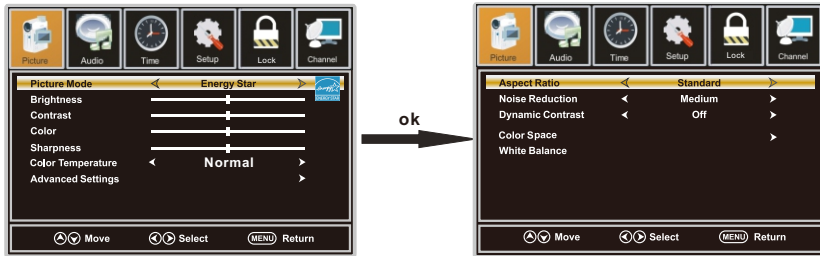 Picture Audio Time Setup Lock Channel
Picture Mode Energy Star
ENERGY STAR
Brightness
Contrast
Color
Sharpness
Color Temperature Normal
Advanced Settings
Move Select MENU Return
ok
Picture Audio Time Setup Lock Channel
Aspect Ratio Standard
Noise Reduction Medium
Dynamic Contrast Off
Color Space
White Balance
Move Select MENU Return